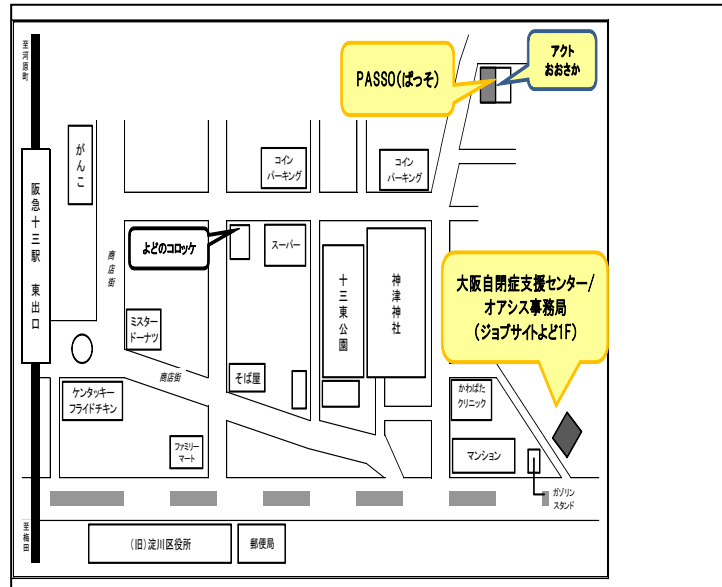 至河原町
PASSO(ぱっそ)
アクト
おおさか
がんこ
コイン
パーキング
コイン
パーキング
阪急十三駅 東出口
よどのコロッケ
スーパー
商店街
十三東公園
神津神社
大阪自閉症支援センター/
オアシス事務局
(ジョブサイトよど1F)
ミスター
ドーナツ
商店街
そば屋
ケンタッキー
フライドチキン
かわばた
クリニック
ファミリー
マート
マンション
ガソリン
スタンド
至梅田
(旧)淀川区役所
郵便局